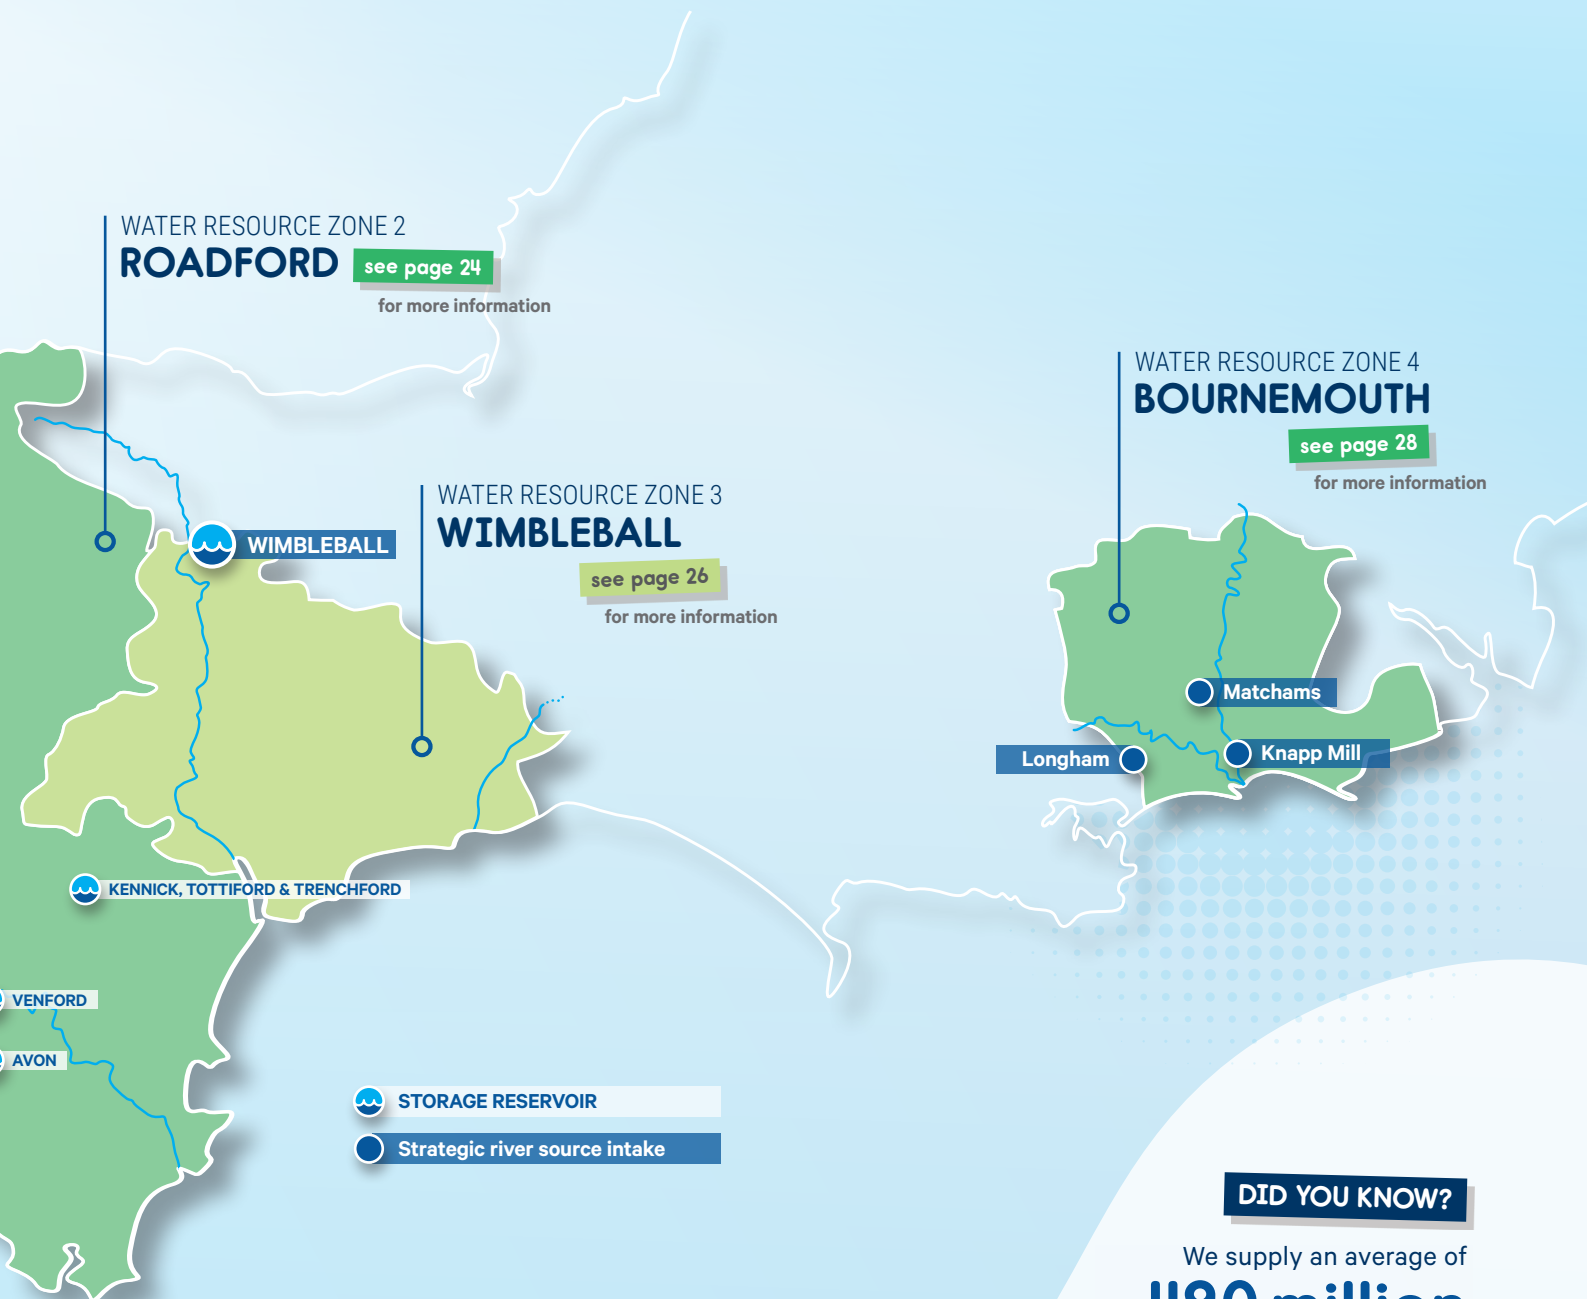 WATER RESOURCE ZONE 2
ROADFORD see page 24
for more information
WATER RESOURCE ZONE 4
BOURNEMOUTH
see page 28
for more information
WATER RESOURCE ZONE 3
WIMBLEBALL
see page 26
for more information
WIMBLEBALL
Matchams
Longham
Knapp Mill
KENNICK, TOTTIFORD & TRENCHFORD
VENFORD
AVON
STORAGE RESERVOIR
Strategic river source intake
DID YOU KNOW?
We supply an average of
million